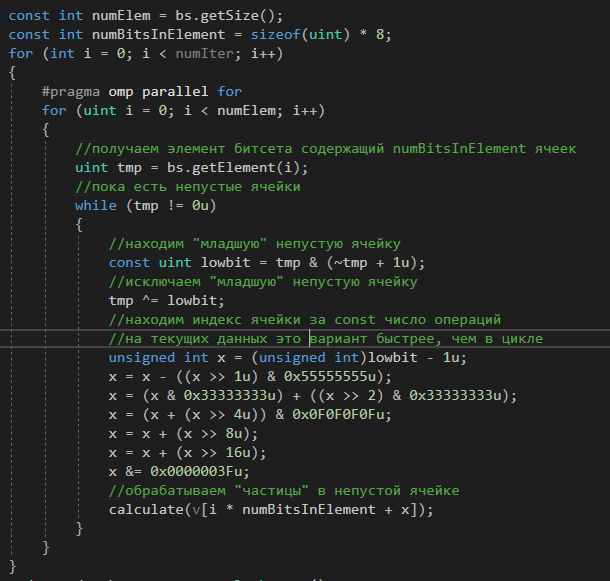 const int numElem = bs.getSize();
const int numBitsInElement = sizeof(uint) * 8;
for (int i = 0; i < numIter; i++)
{
#pragma omp parallel for
for (uint i = 0; i < numElem; i++)
{
//получаем элемент битсета содержащий numBitsInElement ячеек
uint tmp = bs.getElement(i);
//пока есть непустые ячейки
while (tmp != 0u)
{
//находим "младшую" непустую ячейку
const uint lowbit = tmp & (~tmp + 1u);
//исключаем "младшую" непустую ячейку
tmp ^= lowbit;
//находим индекс ячейки за const число операций
//на текущих данных это вариант быстрее, чем в цикле
unsigned int x = (unsigned int)lowbit - 1u;
x = x - ((x >> 1u) & 0x55555555u);
x = (x & 0x33333333u) + ((x >> 2) & 0x33333333u);
x = (x + (x >> 4u)) & 0x0F0F0F0Fu;
x = x + (x >> 8u);
x = x + (x >> 16u);
x &= 0x0000003Fu;
//обрабатываем "частицы" в непустой ячейке
calculate(v[i * numBitsInElement + x]);
}
}
}